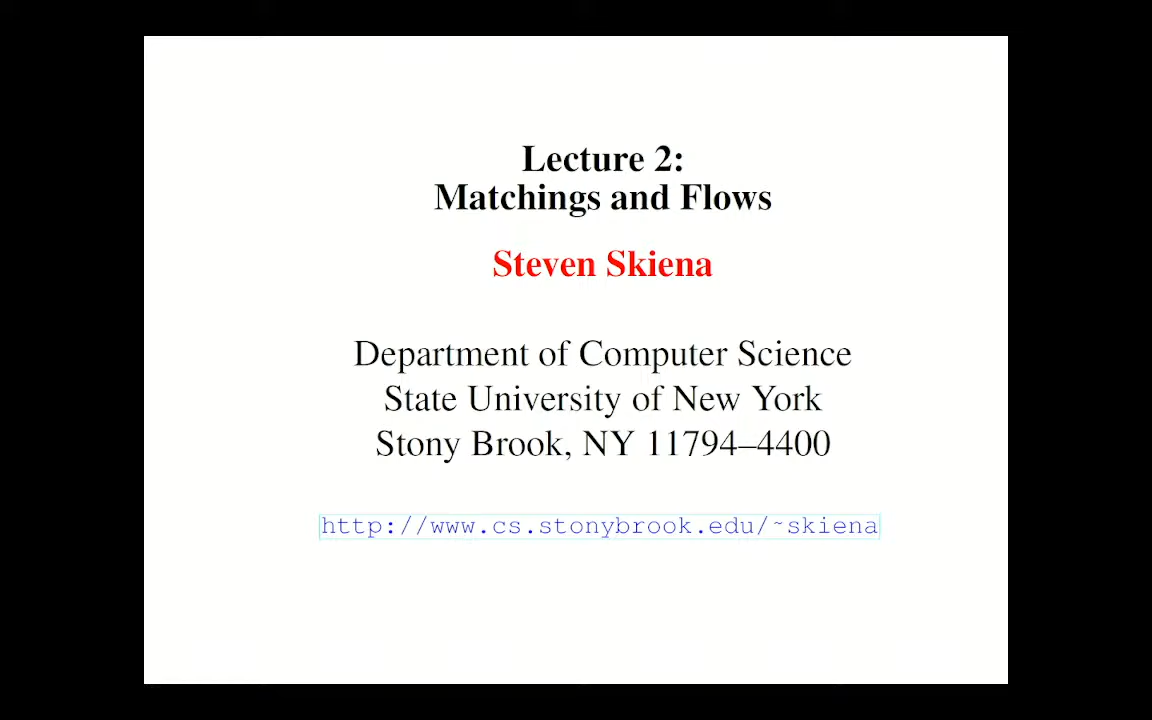 Lecture 2:
Matchings and Flows
Steven Skiena
Department of Computer Science
State University of New York
Stony Brook, NY 11794–4400
http://www.cs.stonybrook.edu/~skiena